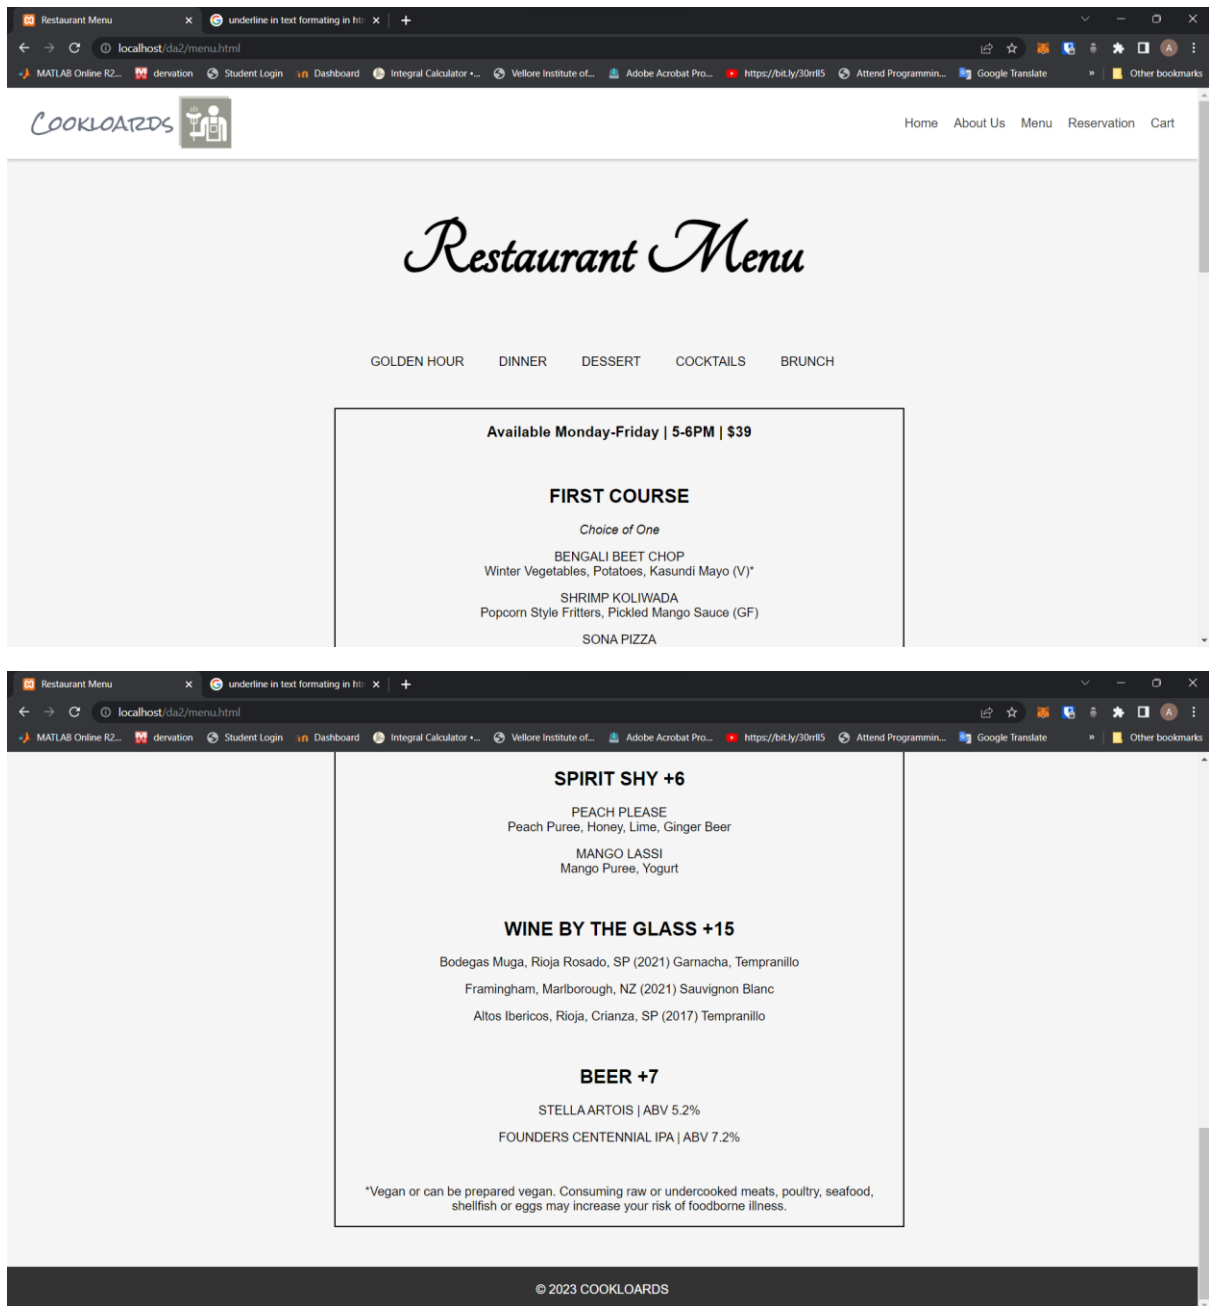 Restaurant Menu
underline in text formating in ht
localhost/da2/menu.html
MATLAB Online R2... dervation Student Login Dashboard Integral Calculator •... Vellore Institute of... Adobe Acrobat Pro... https://bit.ly/30rrll5 Attend Programmin... Google Translate » Other bookmarks
COOKLOARDS
Home About Us Menu Reservation Cart
Restaurant Menu
GOLDEN HOUR DINNER DESSERT COCKTAILS BRUNCH
Available Monday-Friday | 5-6PM | $39
FIRST COURSE
Choice of One
BENGALI BEET CHOP
Winter Vegetables, Potatoes, Kasundi Mayo (V)*
SHRIMP KOLIWADA
Popcorn Style Fritters, Pickled Mango Sauce (GF)
SONA PIZZA
Restaurant Menu
underline in text formating in ht
localhost/da2/menu.html
MATLAB Online R2... dervation Student Login Dashboard Integral Calculator •... Vellore Institute of... Adobe Acrobat Pro... https://bit.ly/30rrll5 Attend Programmin... Google Translate » Other bookmarks
SPIRIT SHY +6
PEACH PLEASE
Peach Puree, Honey, Lime, Ginger Beer
MANGO LASSI
Mango Puree, Yogurt
WINE BY THE GLASS +15
Bodegas Muga, Rioja Rosado, SP (2021) Garnacha, Tempranillo
Framingham, Marlborough, NZ (2021) Sauvignon Blanc
Altos Ibericos, Rioja, Crianza, SP (2017) Tempranillo
BEER +7
STELLA ARTOIS | ABV 5.2%
FOUNDERS CENTENNIAL IPA | ABV 7.2%
*Vegan or can be prepared vegan. Consuming raw or undercooked meats, poultry, seafood,
shellfish or eggs may increase your risk of foodborne illness.
© 2023 COOKLOARDS